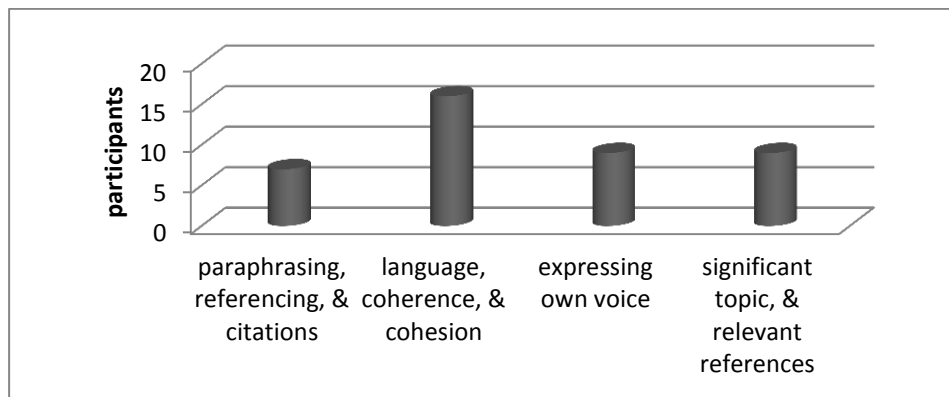 20
15
10
5
0
participants
paraphrasing,
referencing, &
citations
language,
coherence, &
cohesion
expressing
own voice
significant
topic, &
relevant
references